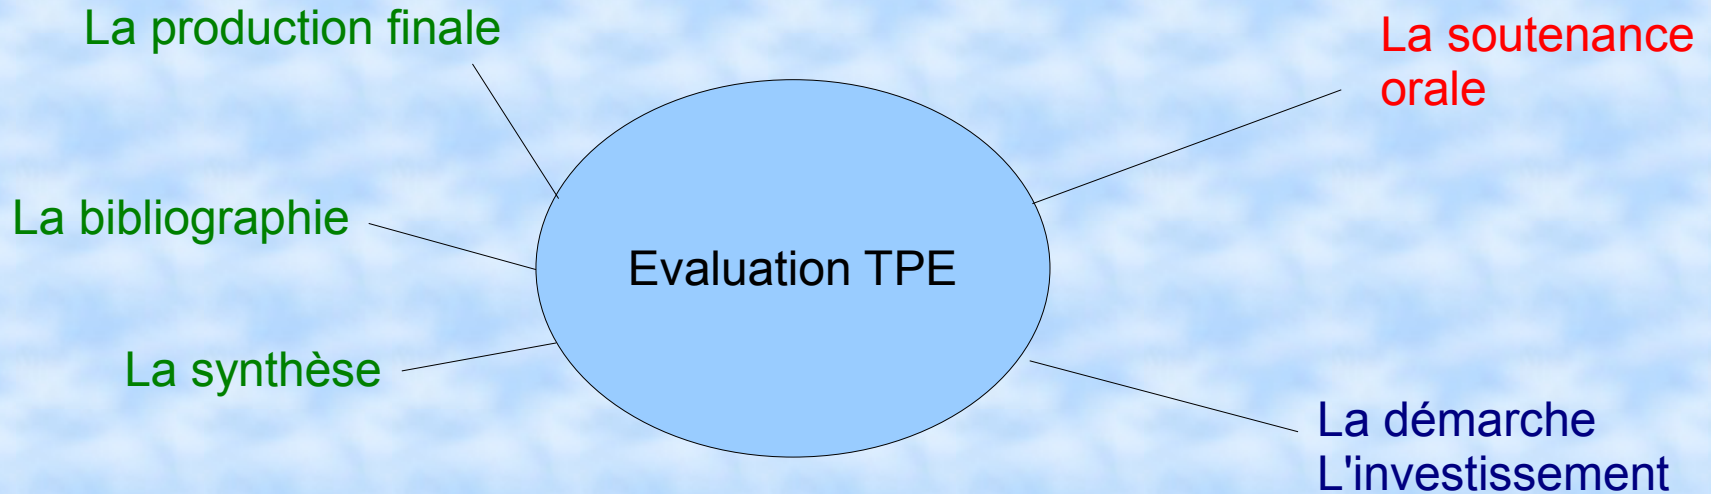 La production finale
La soutenance
orale
La bibliographie
Evaluation TPE
La synthèse
La démarche
L'investissement